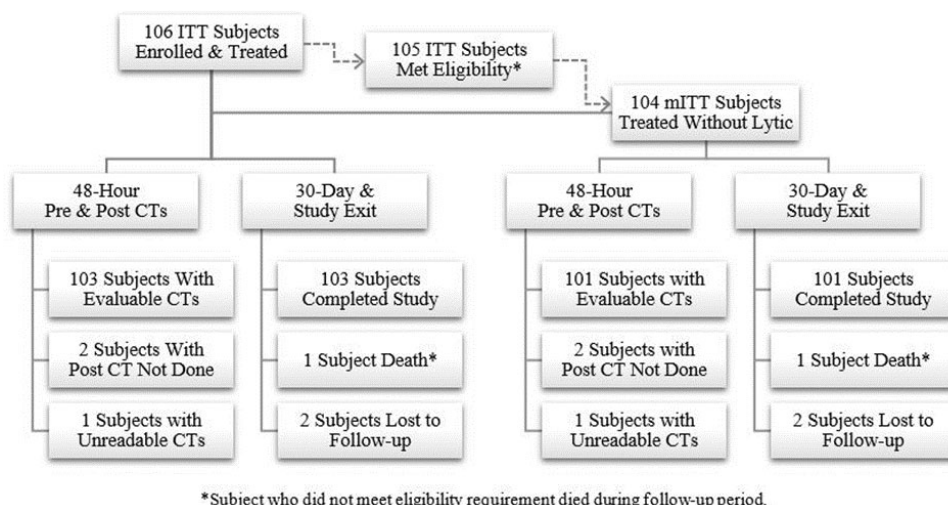 106 ITT Subjects
Enrolled & Treated
105 ITT Subjects
Met Eligibility*
104 mITT Subjects
Treated Without Lytic
48-Hour
Pre & Post CTs
30-Day &
Study Exit
48-Hour
Pre & Post CTs
30-Day &
Study Exit
103 Subjects With
Evaluable CTs
103 Subjects
Completed Study
101 Subjects with
Evaluable CTs
101 Subjects
Completed Study
2 Subjects With
Post CT Not Done
1 Subject Death*
2 Subjects with
Post CT Not Done
1 Subject Death*
1 Subjects with
Unreadable CTs
2 Subjects Lost to
Follow-up
1 Subjects with
Unreadable CTs
2 Subjects Lost to
Follow-up
*Subject who did not meet eligibility requirement died during follow-up period.